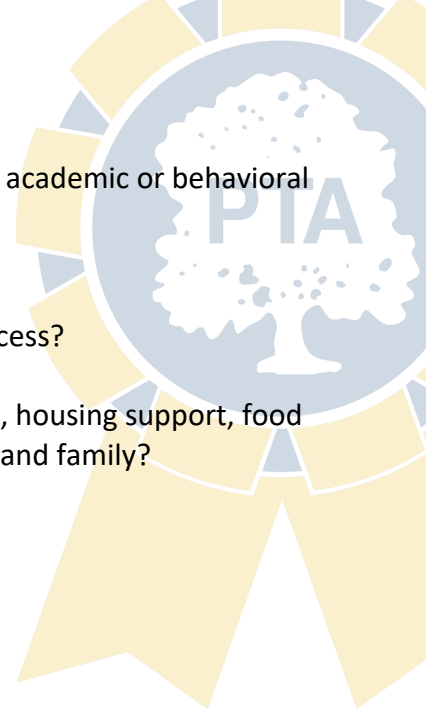 academic or behavioral
PTA
cess?
, housing support, food
and family?